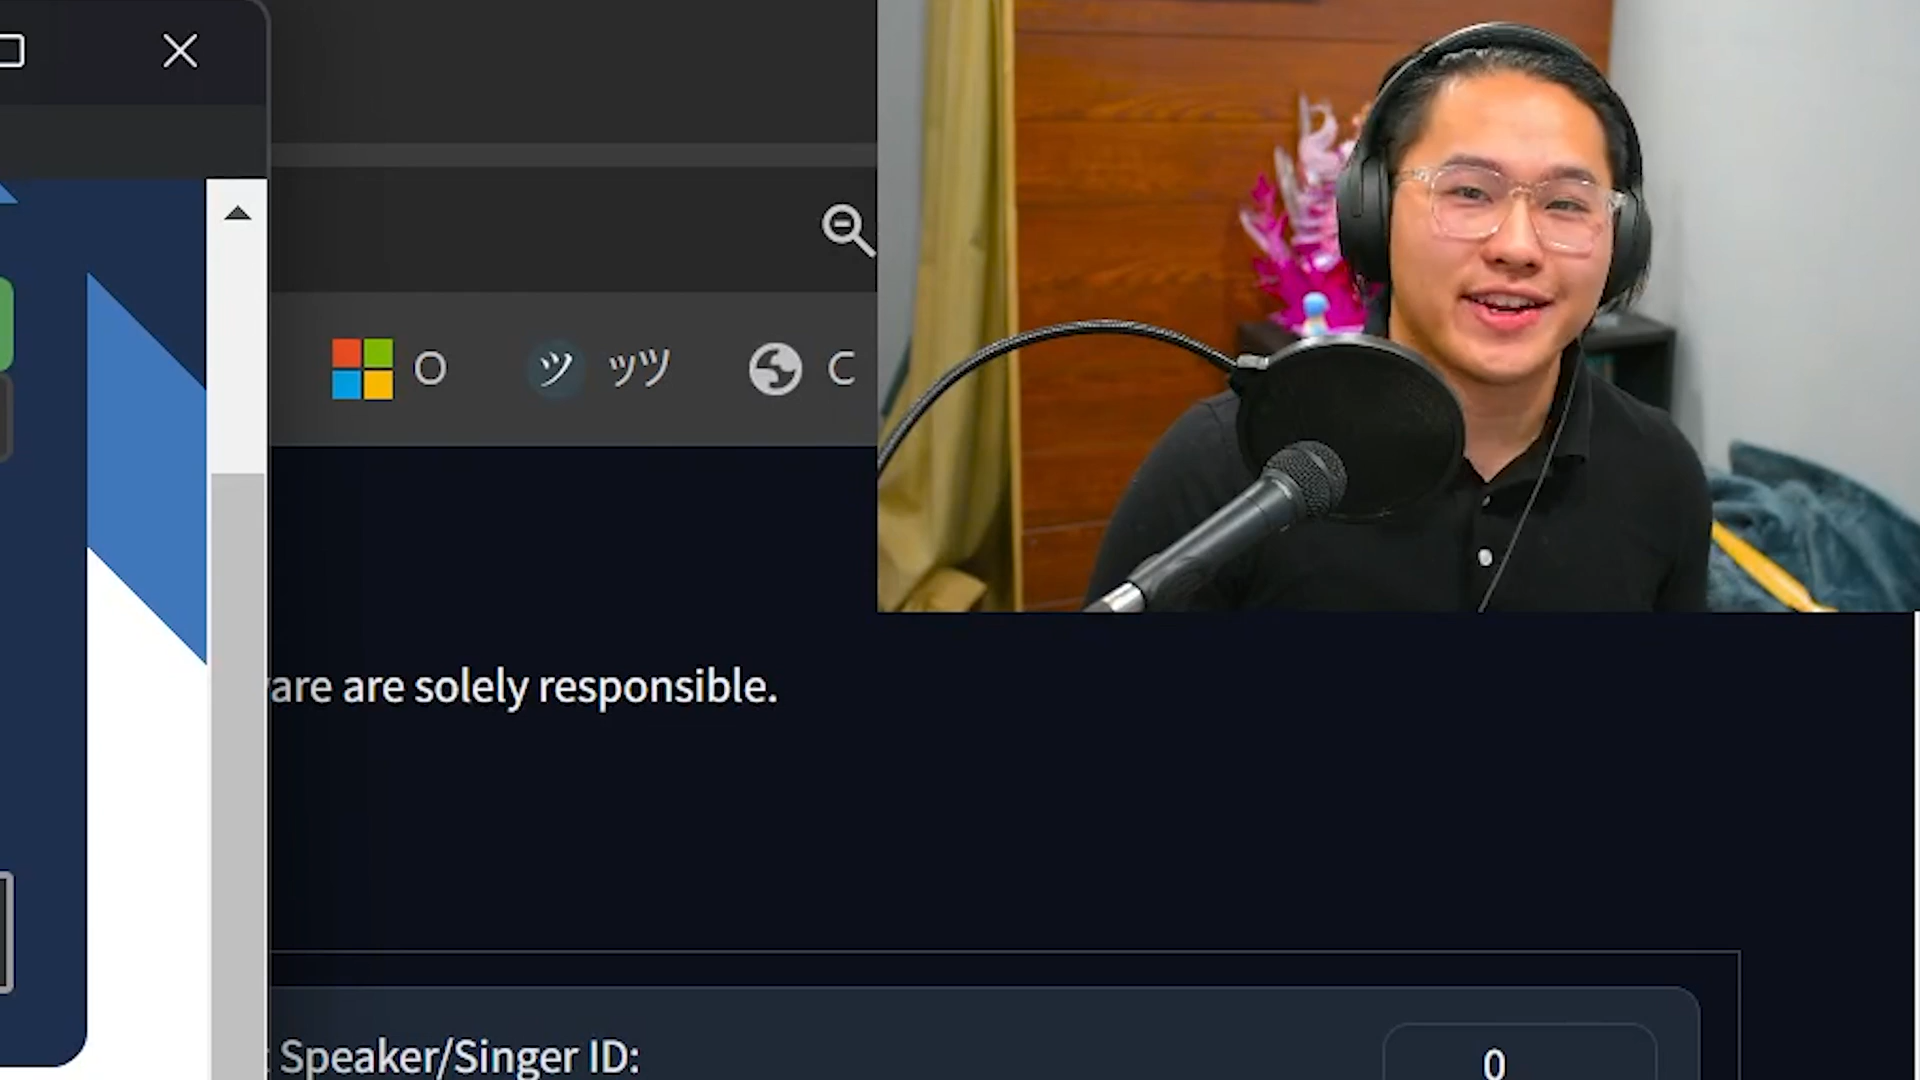 O ツ ッツ C
are are solely responsible.
Speaker/Singer ID: 0